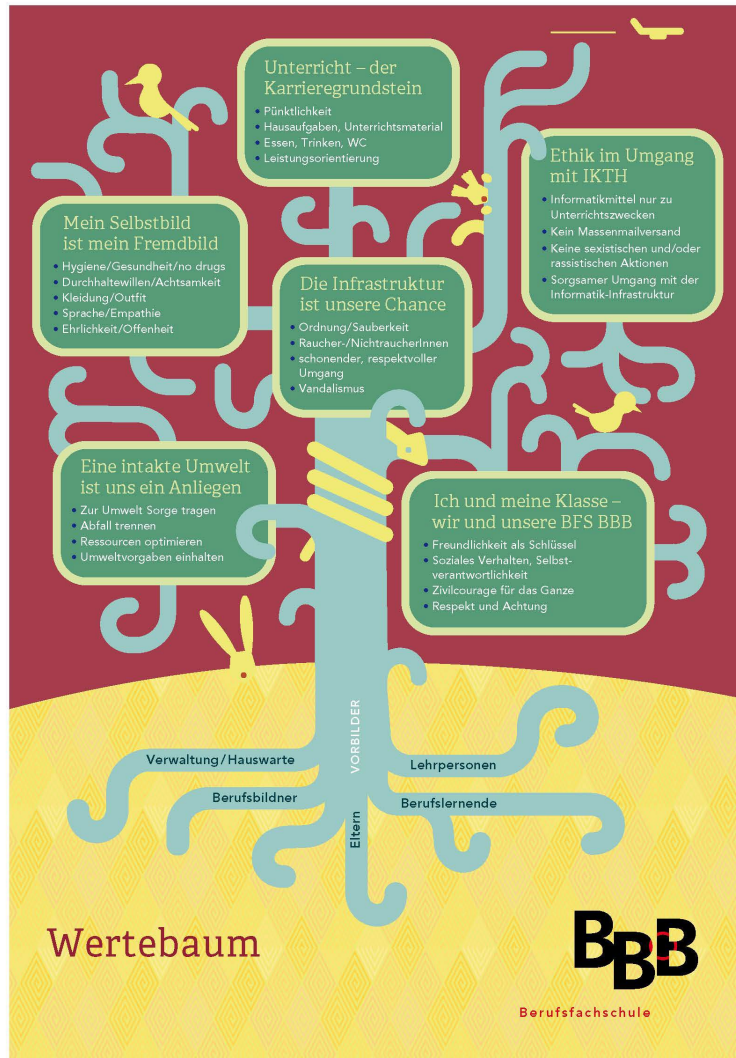 Unterricht – der
Karrieregrundstein
• Pünktlichkeit
• Hausaufgaben, Unterrichtsmaterial
• Essen, Trinken, WC
• Leistungsorientierung
Ethik im Umgang
mit IKTH
• Informatikmittel nur zu
Unterrichtszwecken
• Kein Massenmailversand
• Keine sexistischen und/oder
rassistischen Aktionen
• Sorgsamer Umgang mit der
Informatik-Infrastruktur
Mein Selbstbild
ist mein Fremdbild
• Hygiene/Gesundheit/no drugs
• Durchhaltewillen/Achtsamkeit
• Kleidung/Outfit
• Sprache/Empathie
• Ehrlichkeit/Offenheit
Die Infrastruktur
ist unsere Chance
• Ordnung/Sauberkeit
• Raucher-/NichtraucherInnen
• schonender, respektvoller
Umgang
• Vandalismus
Eine intakte Umwelt
ist uns ein Anliegen
• Zur Umwelt Sorge tragen
• Abfall trennen
• Ressourcen optimieren
• Umweltvorgaben einhalten
Ich und meine Klasse –
wir und unsere BFS BBB
• Freundlichkeit als Schlüssel
• Soziales Verhalten, Selbst-
verantwortlichkeit
• Zivilcourage für das Ganze
• Respekt und Achtung
VORBILDER
Verwaltung/Hauswarte
Lehrpersonen
Berufsbildner
Berufslernende
Eltern
Wertebaum
BBB
Berufsfachschule